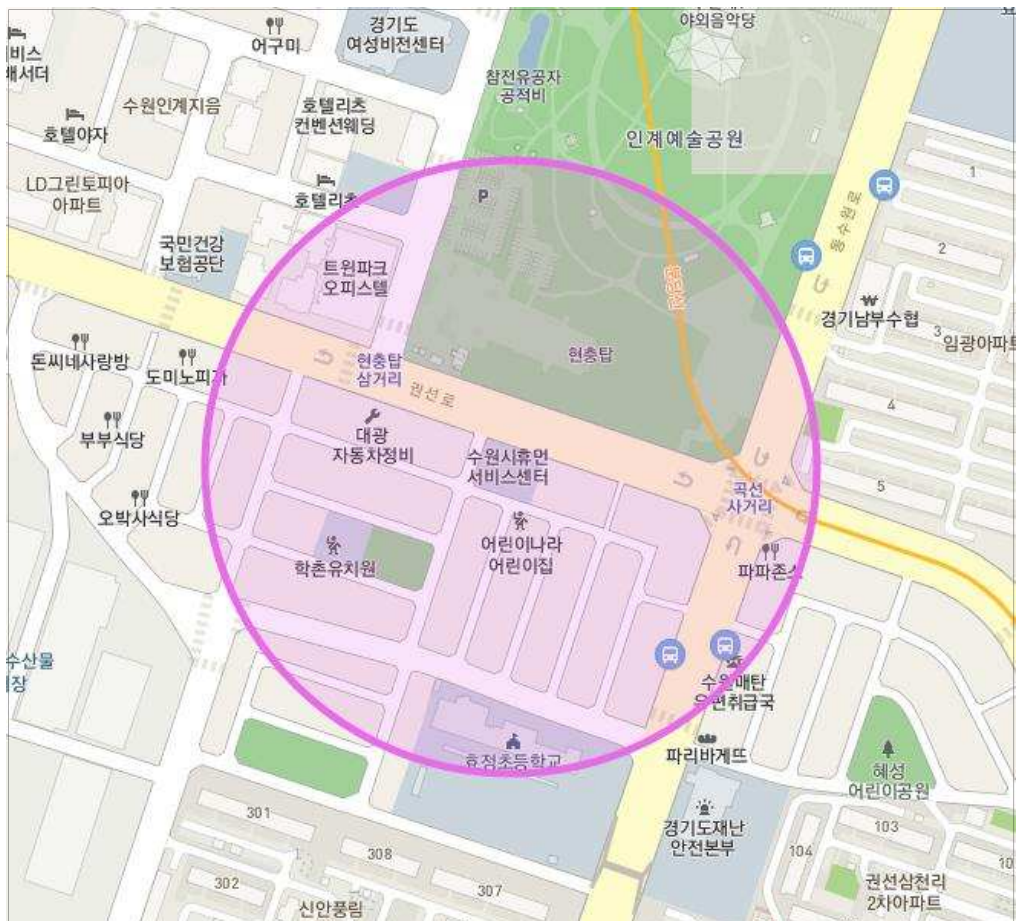 야외음악당
경기도
여성비전센터
어구미
참전유공자
공적비
수원인계지음
호텔리츠
컨벤션웨딩
호텔야자
인계예술공원
LD그린토피아
아파트
호텔리츠
P
1
동수원로
국민건강
보험공단
트윈파크
오피스텔
2
분당선
경기남부수협
3
임광아파트
돈씨네사랑방
도미노피자
현충탑
삼거리
현충탑
권선로
4
부부식당
대광
자동차정비
수원시휴먼
서비스센터
곡선
사거리
5
오박사식당
학촌유치원
어린이나라
어린이집
파파존스
수산물
수원매탄
우편취급국
효정초등학교
파리바게뜨
혜성
어린이공원
301
308
302
307
신안풍림
경기도재난
안전본부
103
104
권선삼천리
2차아파트